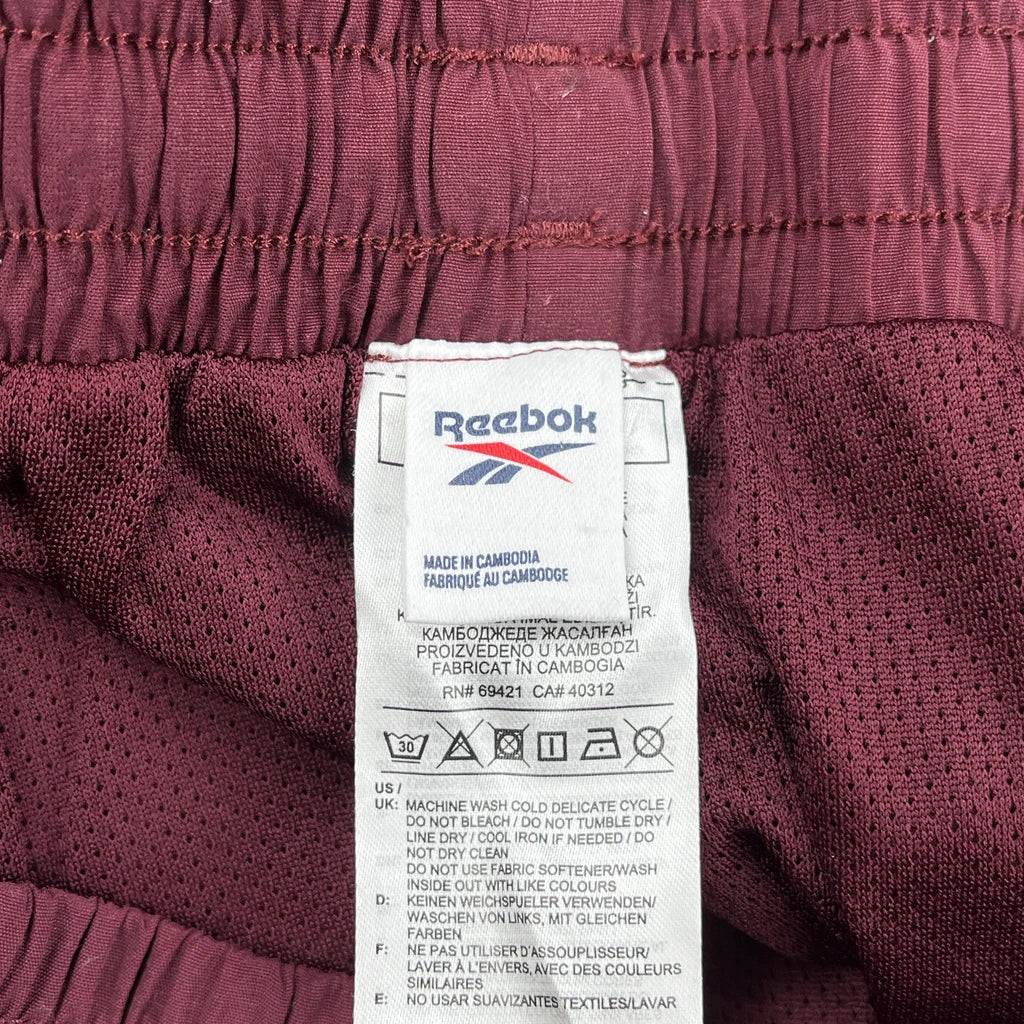 Reebok
MADE IN CAMBODIA
FABRIQUÉ AU CAMBODGE
КАМБОДЖЕДЕ ЖАСАЛҒАН
PROIZVEDENO U KAMBODZI
FABRICAT ÎN CAMBOGIA
RN# 69421 CA# 40312
30
US /
UK: MACHINE WASH COLD DELICATE CYCLE /
DO NOT BLEACH / DO NOT TUMBLE DRY /
LINE DRY / COOL IRON IF NEEDED / DO
NOT DRY CLEAN
DO NOT USE FABRIC SOFTENER/WASH
INSIDE OUT WITH LIKE COLOURS
D: KEINEN WEICHSPUELER VERWENDEN/
WASCHEN VON LINKS, MIT GLEICHEN
FARBEN
F: NE PAS UTILISER D'ASSOUPLISSEUR/
LAVER À L'ENVERS, AVEC DES COULEURS
SIMILAIRES
E: NO USAR SUAVIZANTES TEXTILES/LAVAR